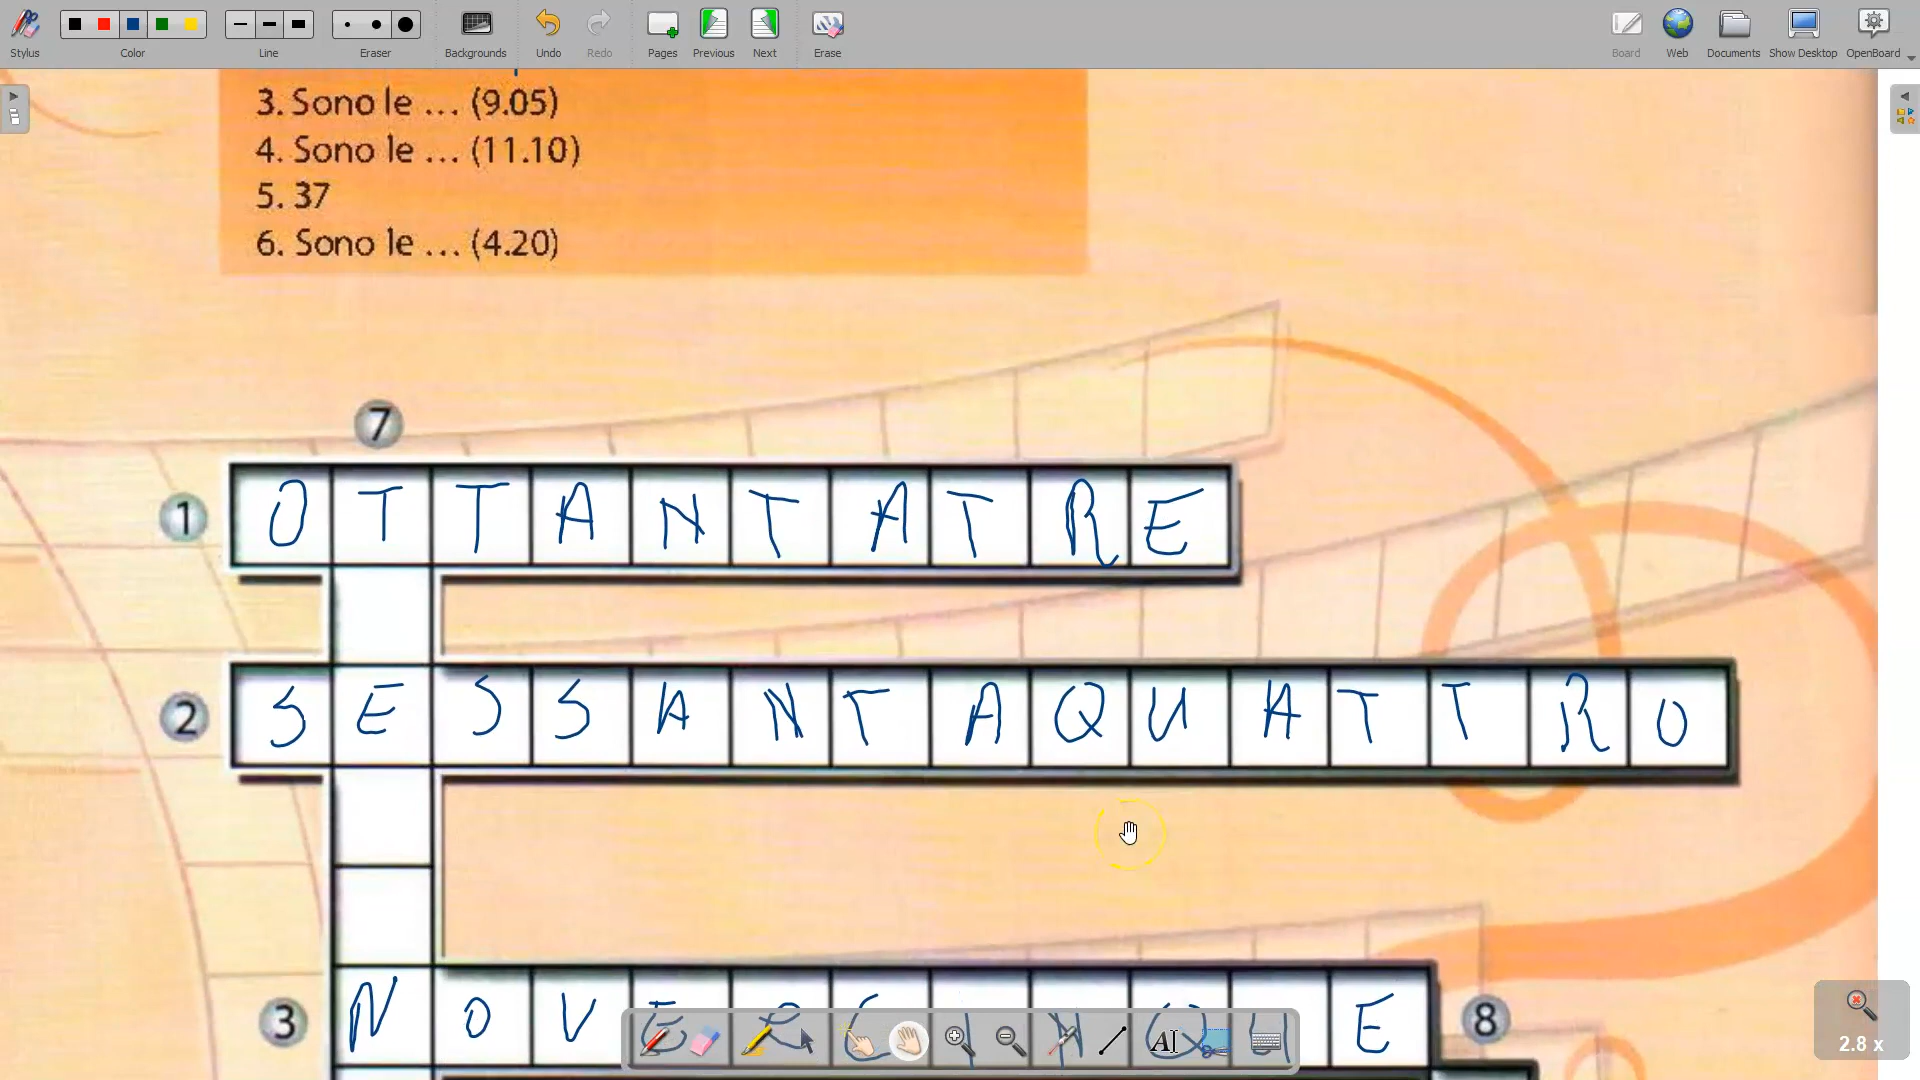 Stylus
Color
Line
Eraser
Backgrounds
Undo
Redo
Pages
Previous
Next
Erase
Board
Web
Documents
Show Desktop
OpenBoard
3. Sono le ... (9.05)
4. Sono le ... (11.10)
5. 37
6. Sono le ... (4.20)
7
1 OTTANTATRE
2 SESSANTAQUATTRO
3 NOVEECINQUE
8
2.8 x